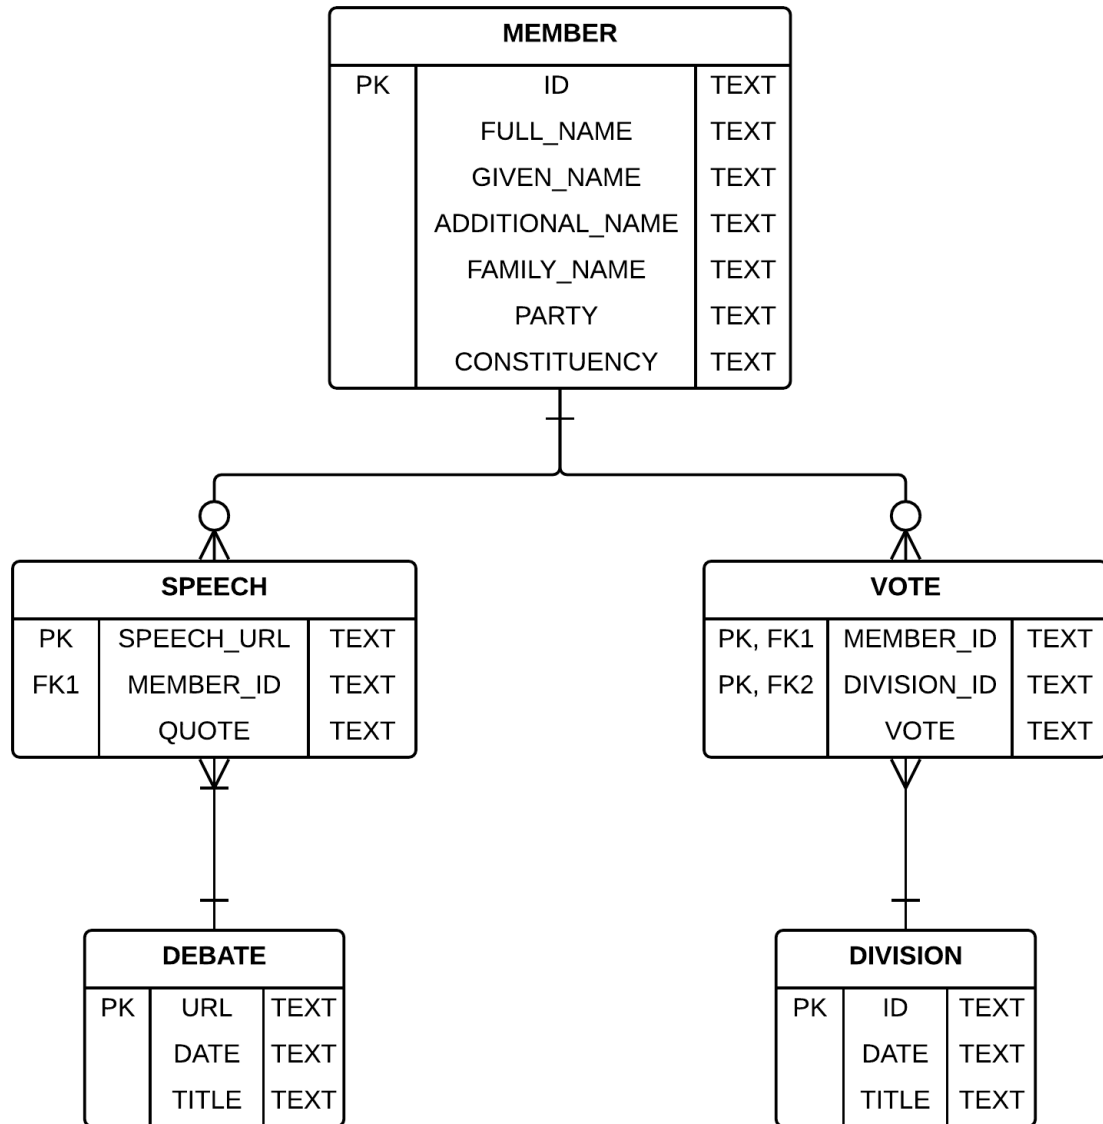 MEMBER
PK ID TEXT
FULL_NAME TEXT
GIVEN_NAME TEXT
ADDITIONAL_NAME TEXT
FAMILY_NAME TEXT
PARTY TEXT
CONSTITUENCY TEXT
SPEECH
PK SPEECH_URL TEXT
FK1 MEMBER_ID TEXT
QUOTE TEXT
VOTE
PK, FK1 MEMBER_ID TEXT
PK, FK2 DIVISION_ID TEXT
VOTE TEXT
DEBATE
PK URL TEXT
DATE TEXT
TITLE TEXT
DIVISION
PK ID TEXT
DATE TEXT
TITLE TEXT